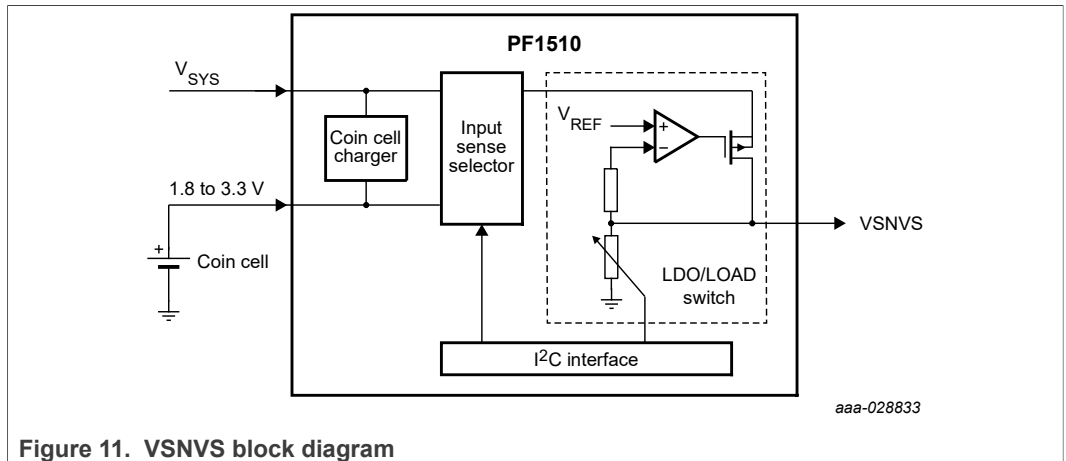 PF1510
VSYS
Coin cell
charger
Input
sense
selector
VREF
+
−
1.8 to 3.3 V
VSNVS
+
Coin cell
LDO/LOAD
switch
I2C interface
aaa-028833
Figure 11. VSNVS block diagram